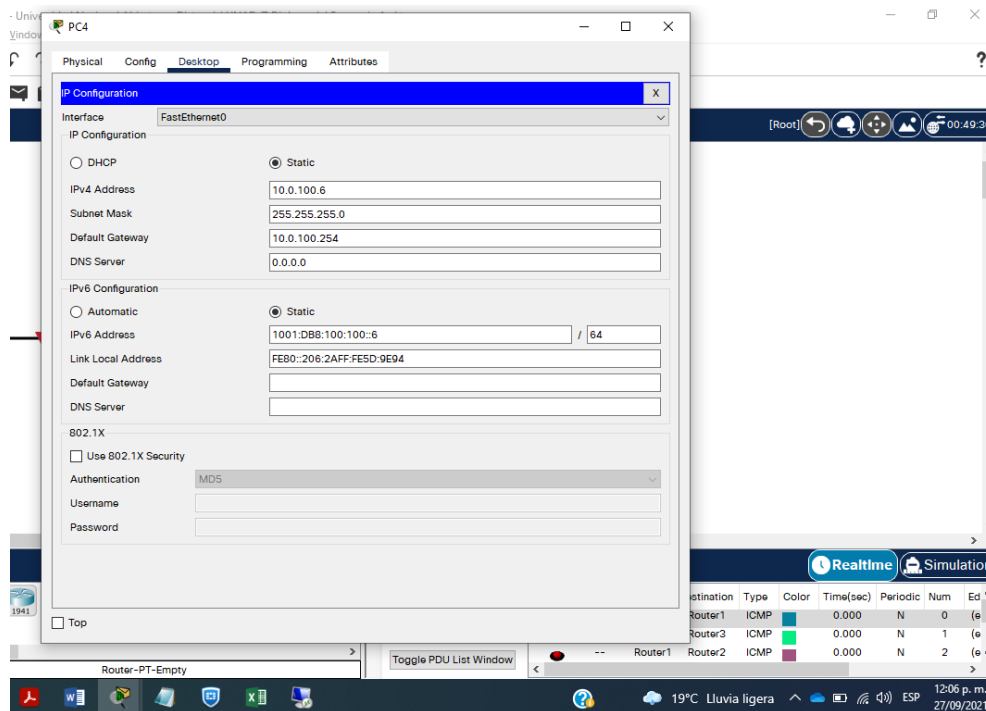 - Unive
PC4
Window
Physical Config Desktop Programming Attributes
IP Configuration X
Interface FastEthernet0
[Root] 00:49:30
IP Configuration
DHCP Static
IPv4 Address 10.0.100.6
Subnet Mask 255.255.255.0
Default Gateway 10.0.100.254
DNS Server 0.0.0.0
IPv6 Configuration
Automatic Static
IPv6 Address 1001:DB8:100:100::6 / 64
Link Local Address FE80::206:2AFF:FE5D:9E94
Default Gateway
DNS Server
802.1X
Use 802.1X Security
Authentication MD5
Username
Password
Realtime Simulation
stination Type Color Time(sec) Periodic Num Ed
1941
Router1 ICMP 0.000 N 0 (e
Top
Router3 ICMP 0.000 N 1 (e
-- Router1 Router2 ICMP 0.000 N 2 (e
Toggle PDU List Window
Router-PT-Empty
19°C Lluvia ligera ESP 12:06 p. m.
27/09/2021